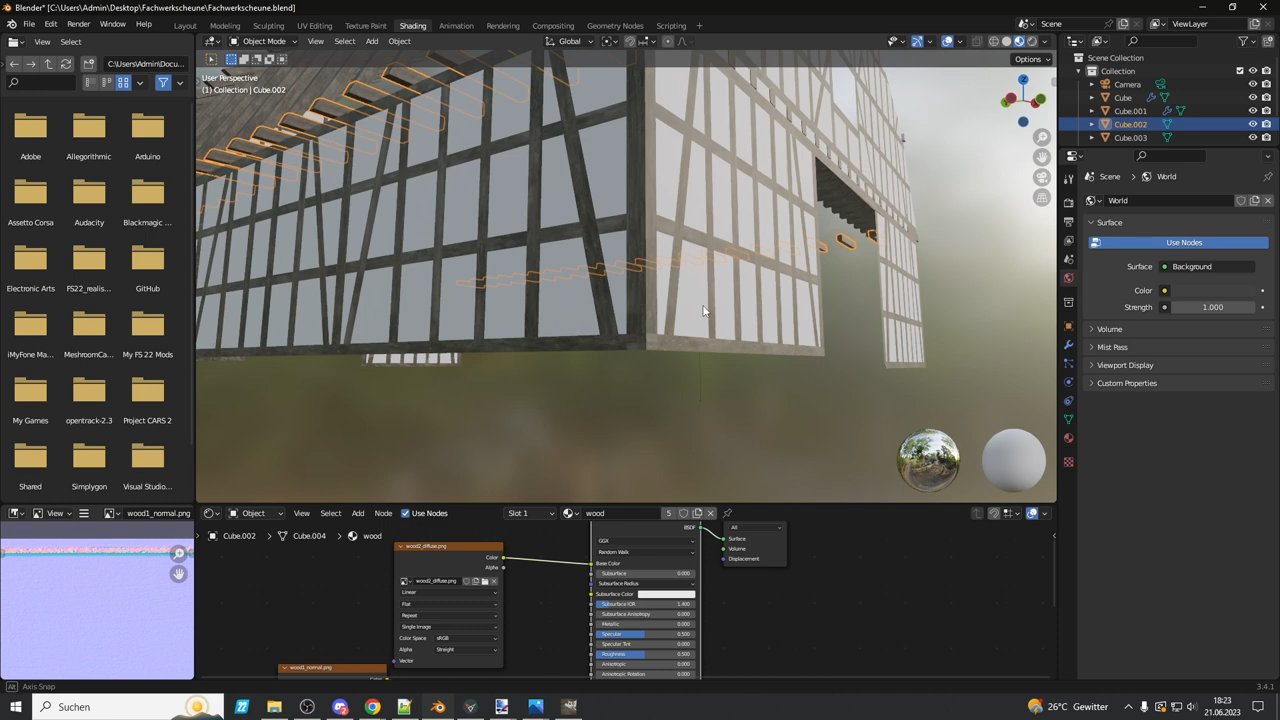 Blender* [C:\Users\Admin\Desktop\Fachwerkscheune\Fachwerkscheune.blend]
File Edit Render Window Help Layout Modeling Sculpting UV Editing Texture Paint Shading Animation Rendering Compositing Geometry Nodes Scripting + Scene ViewLayer
View Select Object Mode View Select Add Object Global
C:\Users\Admin\Docu... Options
User Perspective
(1) Collection | Cube.002
Adobe Allegorithmic Arduino
Assetto Corsa Audacity Blackmagic ...
Electronic Arts FS22_realis... GitHub
iMyFone Ma... MeshroomCa... My FS 22 Mods
My Games opentrack-2.3 Project CARS 2
Shared Simplygon Visual Studio...
Z
Scene Collection
Collection
Camera
Cube
Cube.001
Cube.002
Cube.003
Scene World
World
Surface
Use Nodes
Surface Background
Color
Strength 1.000
Volume
Mist Pass
Viewport Display
Custom Properties
View wood1_normal.png Object View Select Add Node Use Nodes Slot 1 wood 5
Cube.002 Cube.004 wood
wood2_diffuse.png
Color
Alpha
wood2_diffuse.png
Linear
Flat
Repeat
Single Image
Color Space sRGB
Alpha Straight
Vector
wood1_normal.png
Color
BSDF
GGX
Random Walk
Base Color
Subsurface 0.000
Subsurface Radius
Subsurface Color
Subsurface IOR 1.400
Subsurface Anisotropy 0.000
Metallic 0.000
Specular 0.500
Specular Tint 0.000
Roughness 0.500
Anisotropic 0.000
Anisotropic Rotation 0.000
All
Surface
Volume
Displacement
Alt Axis Snap 3.4.1
Suchen 26°C Gewitter 18:23
21.06.2023